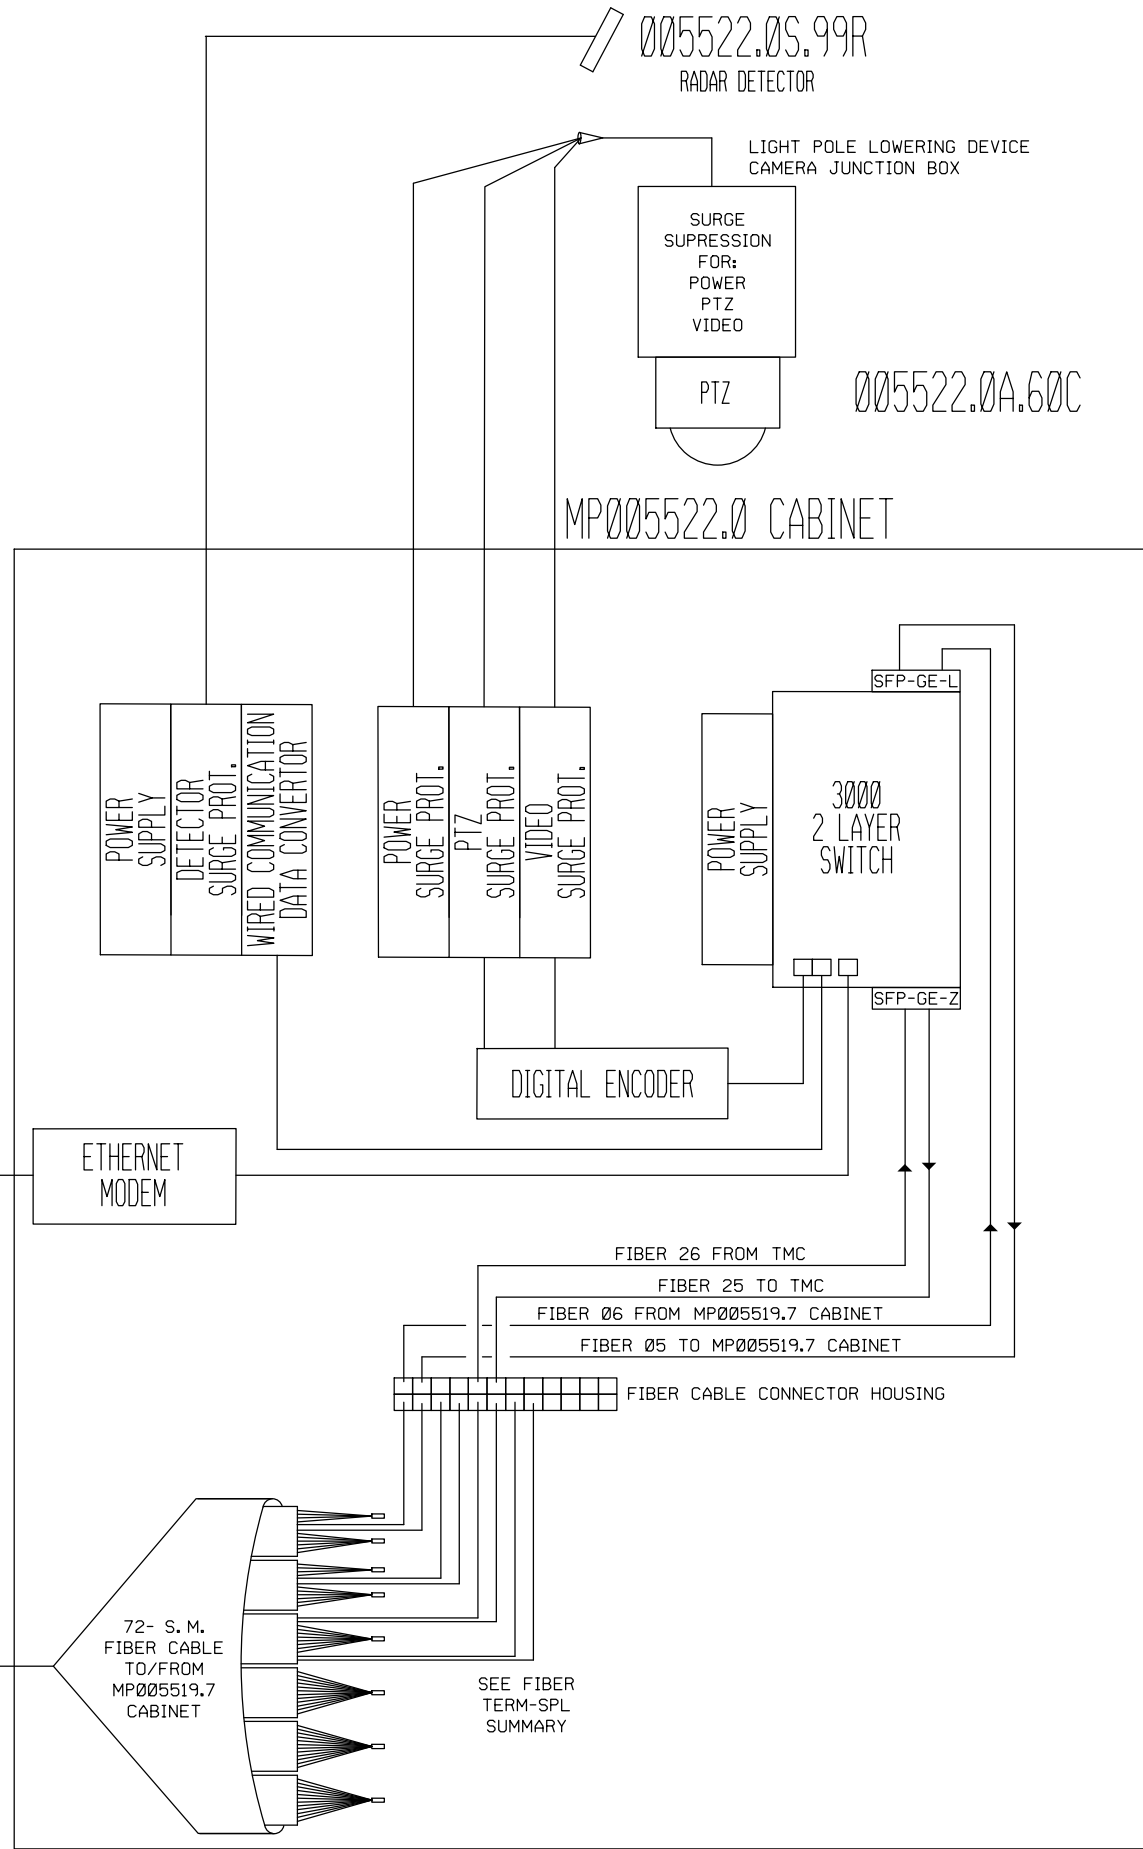 005522.0S.99R
RADAR DETECTOR
LIGHT POLE LOWERING DEVICE
CAMERA JUNCTION BOX
SURGE
SUPRESSION
FOR:
POWER
PTZ
VIDEO
PTZ
005522.0A.60C
MP005522.0 CABINET
POWER
SUPPLY
DETECTOR
SURGE PROT.
WIRED COMMUNICATION
DATA CONVERTOR
POWER
SURGE PROT.
PTZ
SURGE PROT.
VIDEO
SURGE PROT.
POWER
SUPPLY
SFP-GE-L
3000
2 LAYER
SWITCH
SFP-GE-Z
DIGITAL ENCODER
ETHERNET
MODEM
FIBER 26 FROM TMC
FIBER 25 TO TMC
FIBER 06 FROM MP005519.7 CABINET
FIBER 05 TO MP005519.7 CABINET
FIBER CABLE CONNECTOR HOUSING
72- S.M.
FIBER CABLE
TO/FROM
MP005519.7
CABINET
SEE FIBER
TERM-SPL
SUMMARY